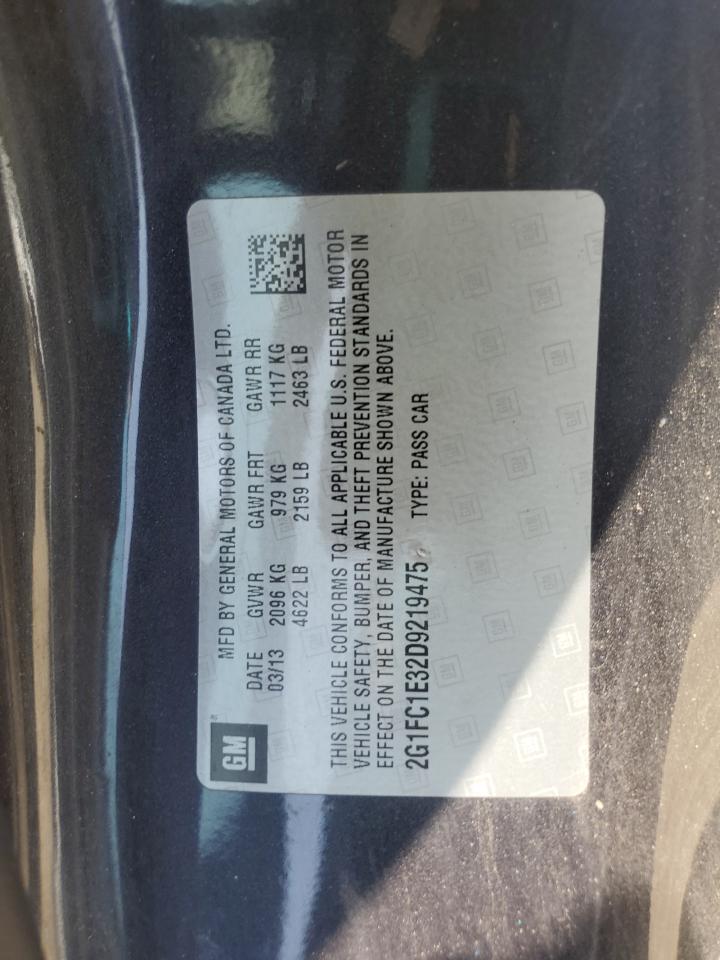 GM
MFD BY GENERAL MOTORS OF CANADA LTD.
DATE GVWR GAWR FRT GAWR RR
03/13 2096 KG 979 KG 1117 KG
4622 LB 2159 LB 2463 LB
THIS VEHICLE CONFORMS TO ALL APPLICABLE U.S. FEDERAL MOTOR
VEHICLE SAFETY, BUMPER, AND THEFT PREVENTION STANDARDS IN
EFFECT ON THE DATE OF MANUFACTURE SHOWN ABOVE.
2G1FC1E32D9219475 TYPE: PASS CAR